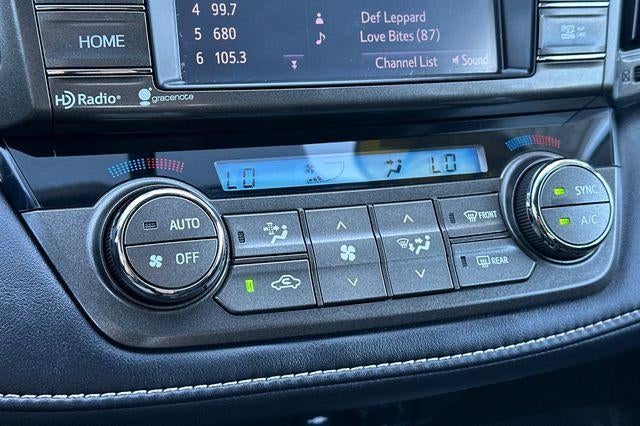 4 99.7
5 680
6 105.3
Def Leppard
Love Bites (87)
Channel List Sound
HOME
HD Radio® gracenote
LO LO
AUTO
OFF
FRONT
REAR
SYNC
A/C